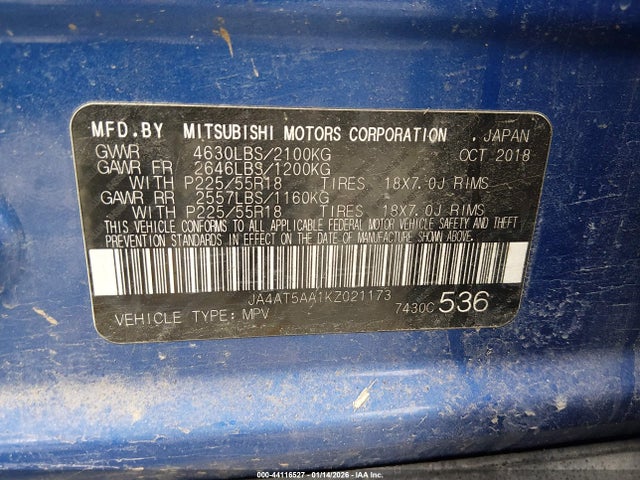 MFD.BY MITSUBISHI MOTORS CORPORATION . JAPAN
GVWR 4630LBS/2100KG OCT 2018
GAWR FR 2646LBS/1200KG
WITH P225/55R18 TIRES 18X7.0J RIMS
GAWR RR 2557LBS/1160KG
WITH P225/55R18 TIRES 18X7.0J RIMS
THIS VEHICLE CONFORMS TO ALL APPLICABLE FEDERAL MOTOR VEHICLE SAFETY AND THEFT
PREVENTION STANDARDS IN EFFECT ON THE DATE OF MANUFACTURE SHOWN ABOVE.
JA4AT5AA1KZ021173
VEHICLE TYPE: MPV 7430C 536
000-44116527 - 01/14/2026 - IAA Inc.